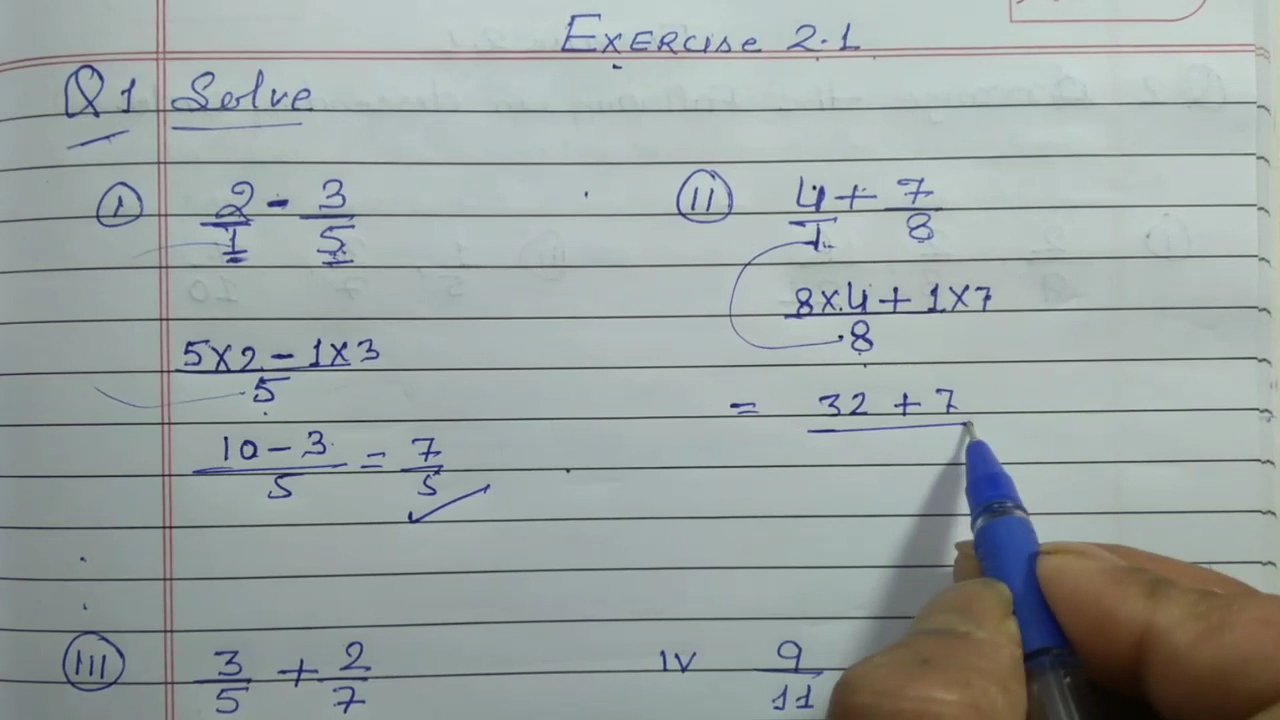 EXERCISE 2.1
Q1 Solve
(I) 2/1 - 3/5
5×2 - 1×3 / 5
10 - 3 / 5 = 7/5 ✓
(II) 4/1 + 7/8
8×4 + 1×7 / 8
= 32 + 7
(III) 3/5 + 2/7
IV 9/11